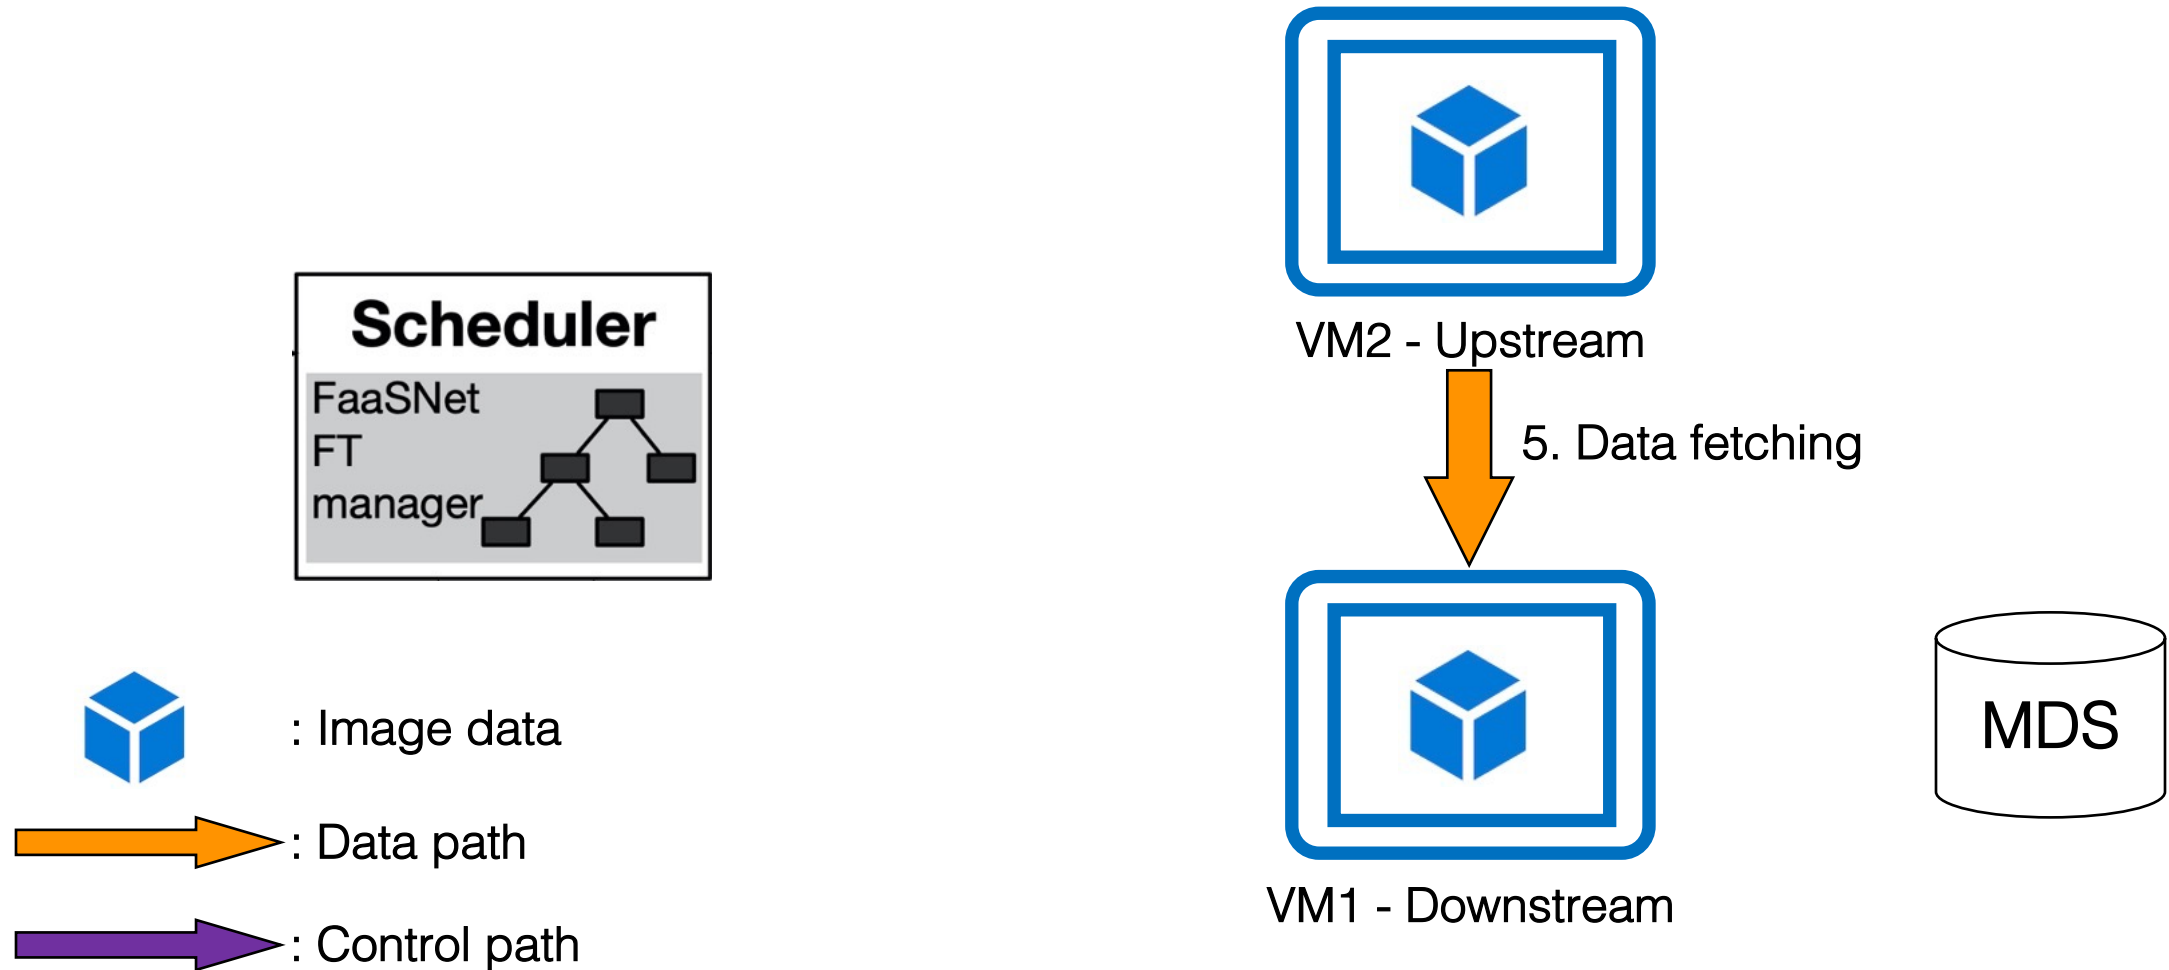 VM2 - Upstream
Scheduler
FaaSNet
FT
manager
5. Data fetching
MDS
: Image data
: Data path
VM1 - Downstream
: Control path